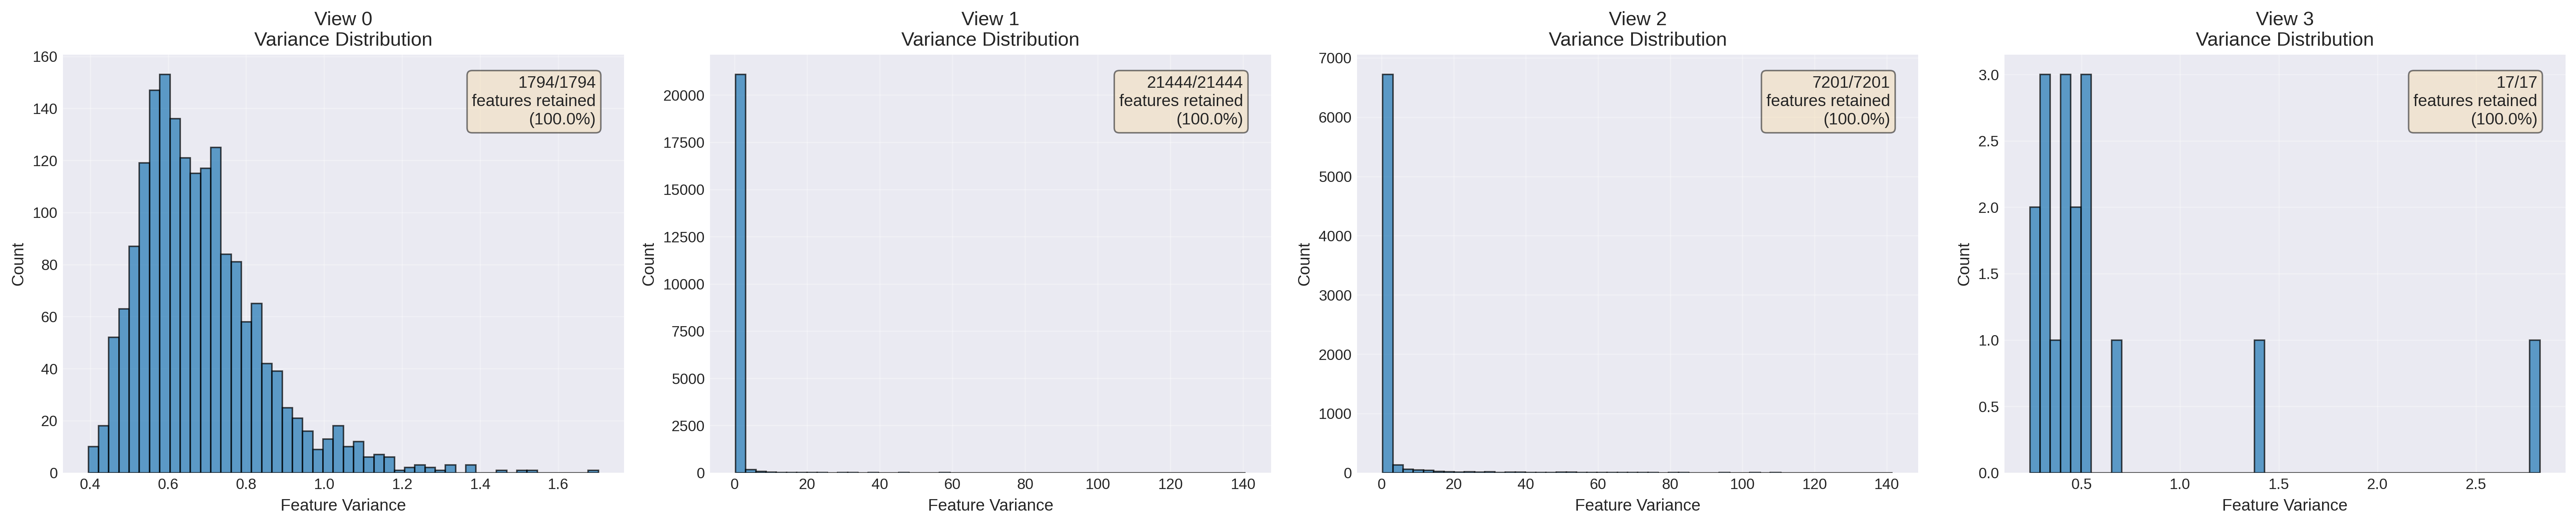 View 0
Variance Distribution
160
140
120
100
80
60
40
20
0
Count
1794/1794
features retained
(100.0%)
0.4 0.6 0.8 1.0 1.2 1.4 1.6
Feature Variance
View 1
Variance Distribution
20000
17500
15000
12500
10000
7500
5000
2500
0
Count
21444/21444
features retained
(100.0%)
0 20 40 60 80 100 120 140
Feature Variance
View 2
Variance Distribution
7000
6000
5000
4000
3000
2000
1000
0
Count
7201/7201
features retained
(100.0%)
0 20 40 60 80 100 120 140
Feature Variance
View 3
Variance Distribution
3.0
2.5
2.0
1.5
1.0
0.5
0.0
Count
17/17
features retained
(100.0%)
0.5 1.0 1.5 2.0 2.5
Feature Variance